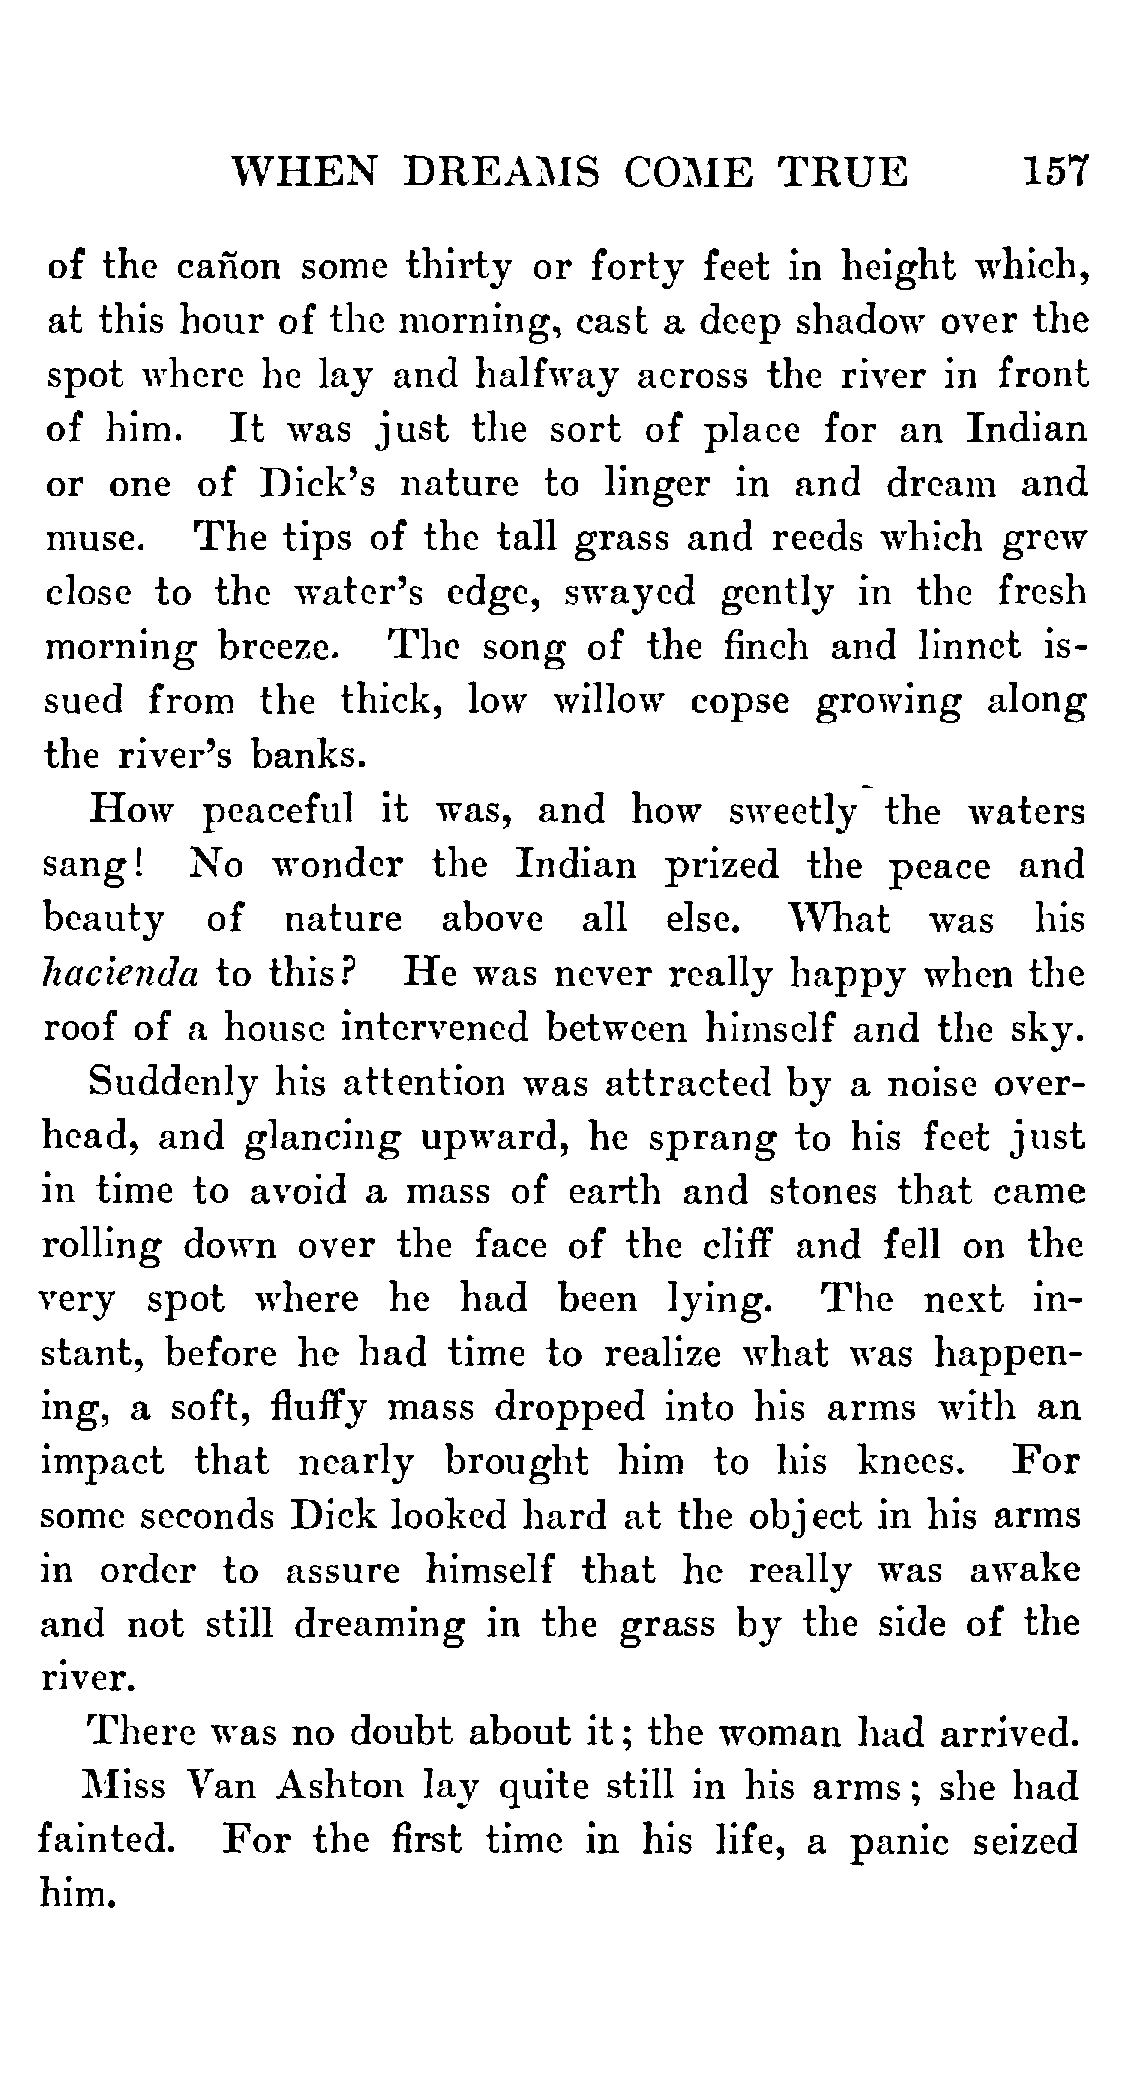 WHEN DREAMS COME TRUE 157
of the cañon some thirty or forty feet in height which,
at this hour of the morning, cast a deep shadow over the
spot where he lay and halfway across the river in front
of him. It was just the sort of place for an Indian
or one of Dick's nature to linger in and dream and
muse. The tips of the tall grass and reeds which grew
close to the water's edge, swayed gently in the fresh
morning breeze. The song of the finch and linnet is-
sued from the thick, low willow copse growing along
the river's banks.
How peaceful it was, and how sweetly the waters
sang! No wonder the Indian prized the peace and
beauty of nature above all else. What was his
hacienda to this? He was never really happy when the
roof of a house intervened between himself and the sky.
Suddenly his attention was attracted by a noise over-
head, and glancing upward, he sprang to his feet just
in time to avoid a mass of earth and stones that came
rolling down over the face of the cliff and fell on the
very spot where he had been lying. The next in-
stant, before he had time to realize what was happen-
ing, a soft, fluffy mass dropped into his arms with an
impact that nearly brought him to his knees. For
some seconds Dick looked hard at the object in his arms
in order to assure himself that he really was awake
and not still dreaming in the grass by the side of the
river.
There was no doubt about it; the woman had arrived.
Miss Van Ashton lay quite still in his arms; she had
fainted. For the first time in his life, a panic seized
him.